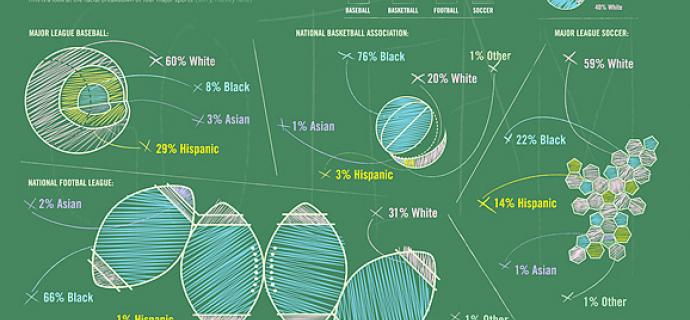 BASEBALL BASKETBALL FOOTBALL SOCCER
40% White
MAJOR LEAGUE BASEBALL:
60% White
8% Black
3% Asian
29% Hispanic
NATIONAL BASKETBALL ASSOCIATION:
76% Black
1% Other
20% White
1% Asian
3% Hispanic
MAJOR LEAGUE SOCCER:
59% White
22% Black
14% Hispanic
1% Asian
1% Other
NATIONAL FOOTBAL LEAGUE:
2% Asian
31% White
66% Black
1% Hispanic
1% Other